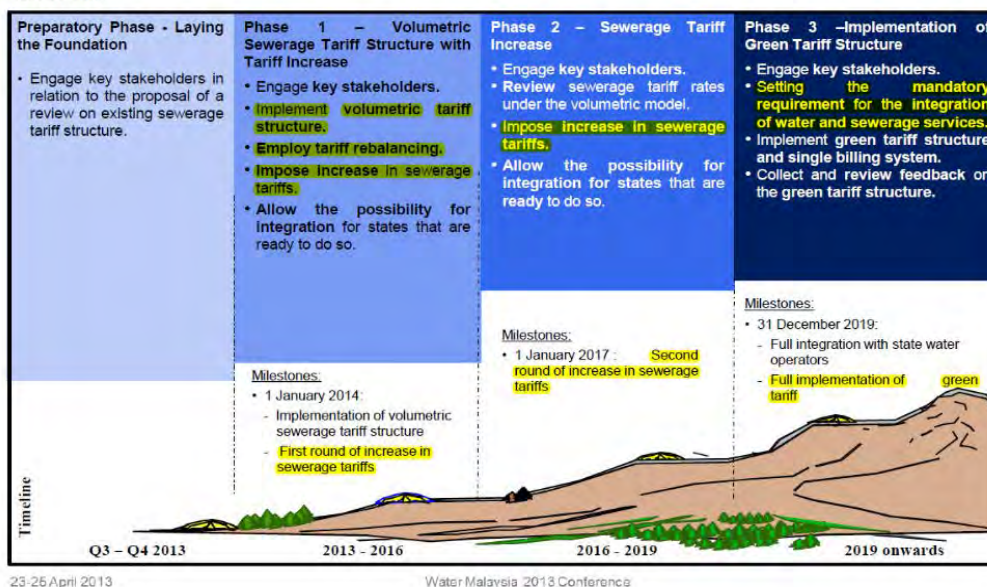 Preparatory Phase - Laying
the Foundation
• Engage key stakeholders in
relation to the proposal of a
review on existing sewerage
tariff structure.
Phase 1 – Volumetric
Sewerage Tariff Structure with
Tariff Increase
• Engage key stakeholders.
• Implement volumetric tariff
structure.
• Employ tariff rebalancing.
• Impose increase in sewerage
tariffs.
• Allow the possibility for
integration for states that are
ready to do so.
Milestones:
• 1 January 2014:
- Implementation of volumetric
sewerage tariff structure
- First round of increase in
sewerage tariffs
Phase 2 – Sewerage Tariff
Increase
• Engage key stakeholders.
• Review sewerage tariff rates
under the volumetric model.
• Impose increase in sewerage
tariffs.
• Allow the possibility for
integration for states that are
ready to do so.
Milestones:
• 1 January 2017 : Second
round of increase in sewerage
tariffs
Phase 3 –Implementation of
Green Tariff Structure
• Engage key stakeholders.
• Setting the mandatory
requirement for the integration
of water and sewerage services.
• Implement green tariff structure
and single billing system.
• Collect and review feedback on
the green tariff structure.
Milestones:
• 31 December 2019:
- Full integration with state water
operators
- Full implementation of green
tariff
Timeline
Q3 – Q4 2013
2013 - 2016
2016 - 2019
2019 onwards
23-25 April 2013
Water Malaysia 2013 Conference